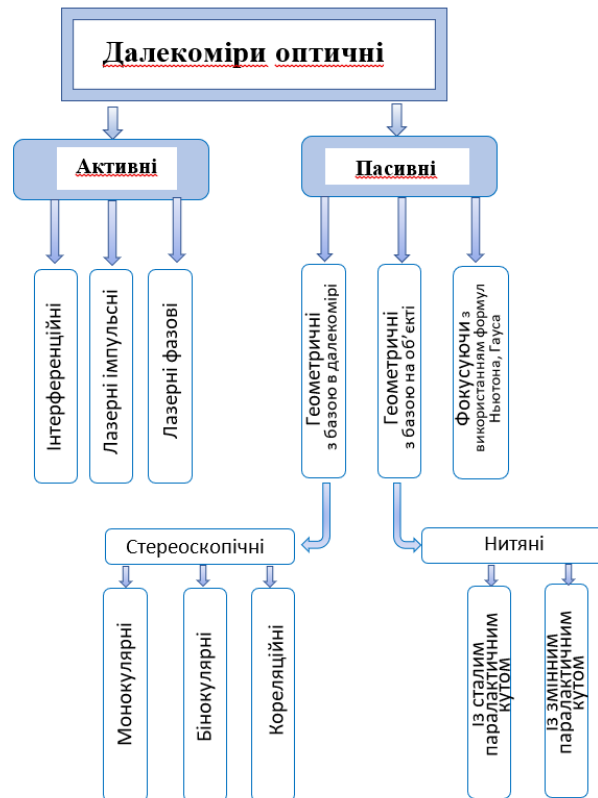 Далекоміри оптичні
Активні
Пасивні
Інтерференційні
Лазерні імпульсні
Лазерні фазові
Геометричні
з базою в далекомірі
Геометричні
з базою на об’єкті
Фокусуючи з
використанням формул
Ньютона, Гауса
Стереоскопічні
Нитяні
Монокулярні
Бінокулярні
Кореляційні
Із сталим
паралактичним
кутом
Із змінним
паралактичним
кутом